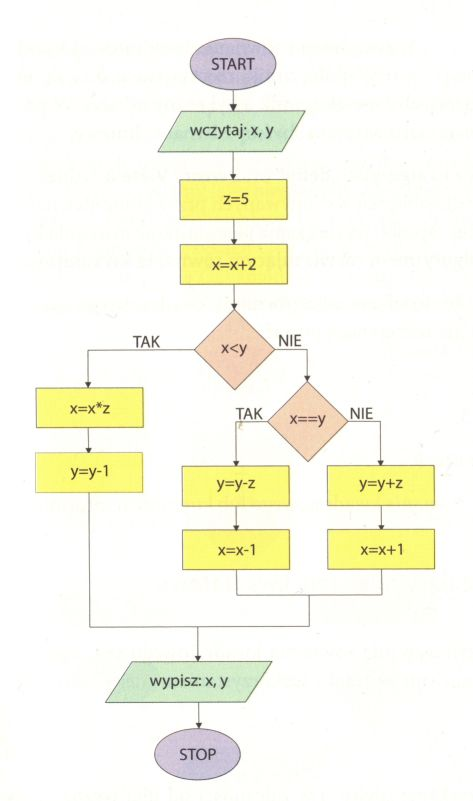 START
wczytaj: x, y
z=5
x=x+2
x<y
TAK
NIE
x=x*z
y=y-1
x==y
TAK
NIE
y=y-z
y=y+z
x=x-1
x=x+1
wypisz: x, y
STOP